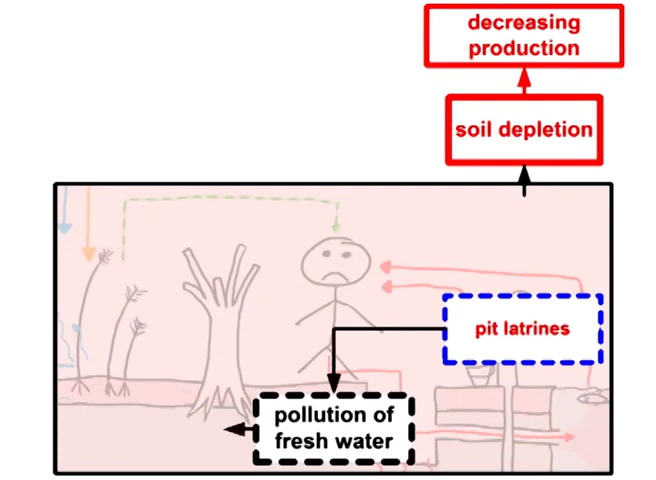 decreasing
production
soil depletion
pit latrines
pollution of
fresh water